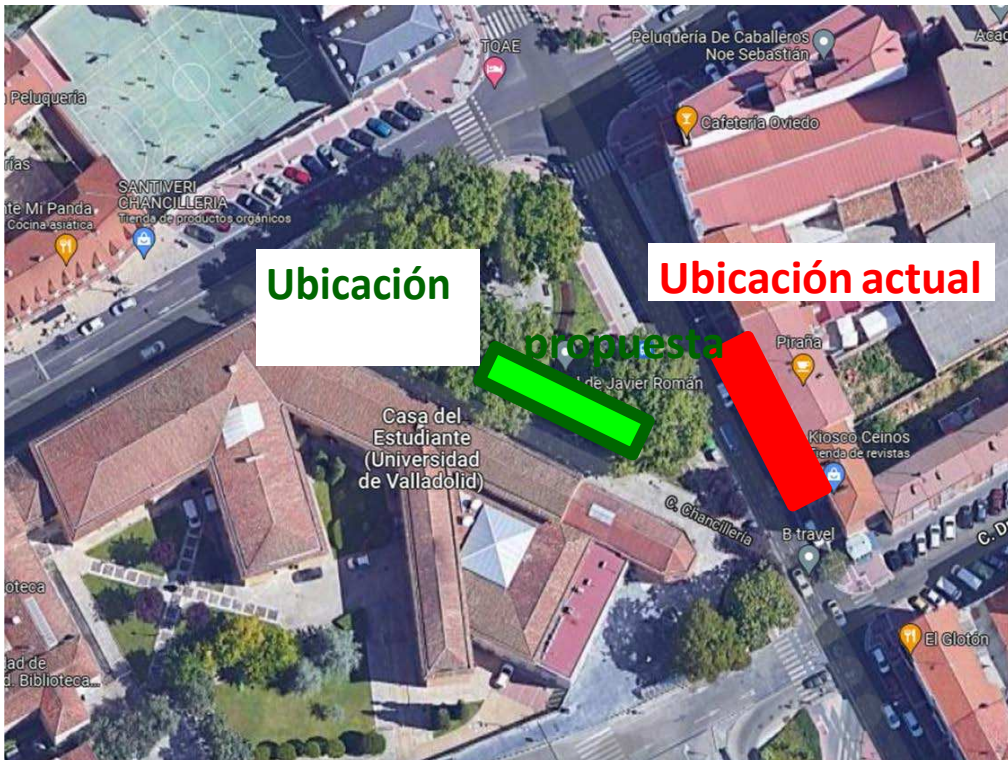 TQAE
Peluquería De Caballeros
Noe Sebastián
Peluquería
Cafetería Oviedo
SANTIVERI
CHANCILLERIA
Tienda de productos orgánicos
Mi Panda
Cocina asiática
Ubicación
Ubicación actual
propuesta
Piraña
de Javier Román
Casa del
Estudiante
(Universidad
de Valladolid)
Kiosco Ceinos
Tienda de revistas
C. Chancillería
B travel
C.
El Glotón
Biblioteca...